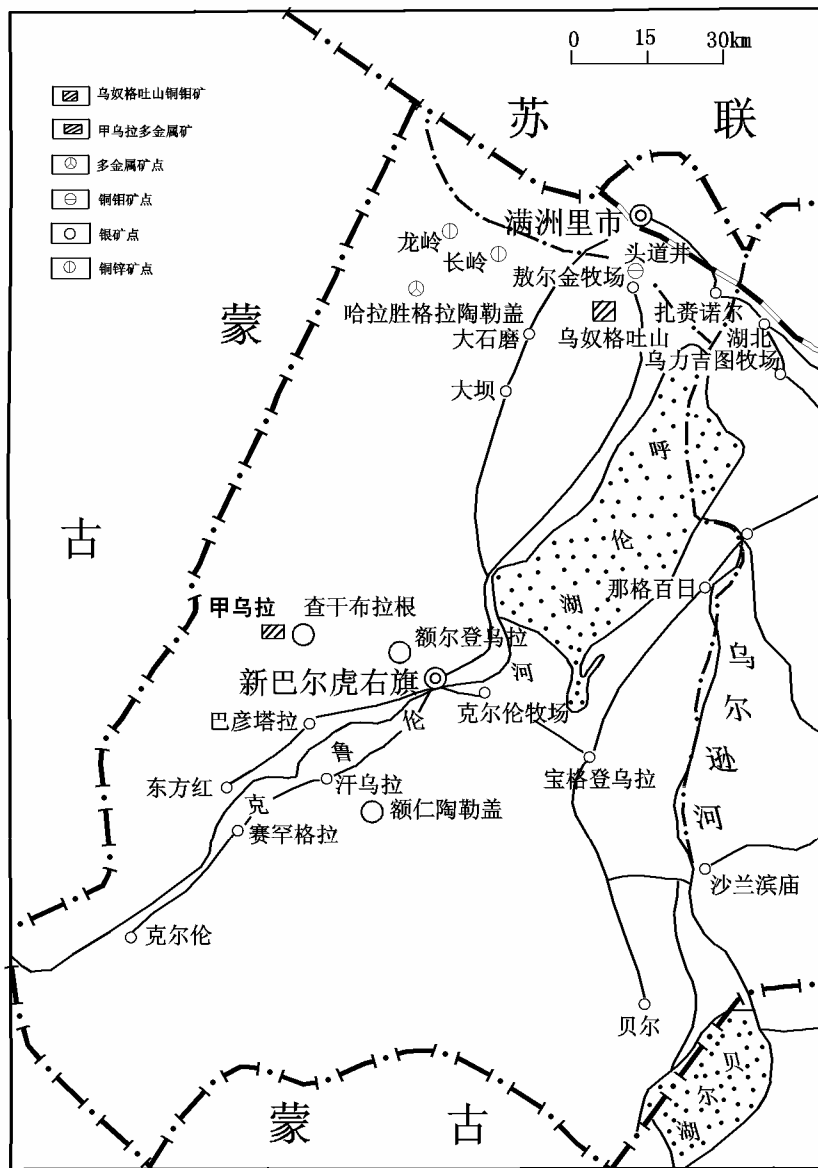 0 15 30km
苏 联
乌奴格吐山铜钼矿
甲乌拉多金属矿
多金属矿点
铜钼矿点
银矿点
铜锌矿点
满洲里市
龙岭
长岭
头道井
敖尔金牧场
哈拉胜格拉陶勒盖
扎赉诺尔
大石磨
乌奴格吐山
湖北
乌力吉图牧场
大坝
蒙
古
呼
伦
湖
那格百日
甲乌拉
查干布拉根
额尔登乌拉
新巴尔虎右旗
克尔伦牧场
巴彦塔拉
东方红
汗乌拉
宝格登乌拉
额仁陶勒盖
赛罕格拉
克
鲁
伦
河
乌
尔
逊
河
沙兰滨庙
克尔伦
贝尔
贝
尔
湖
蒙 古